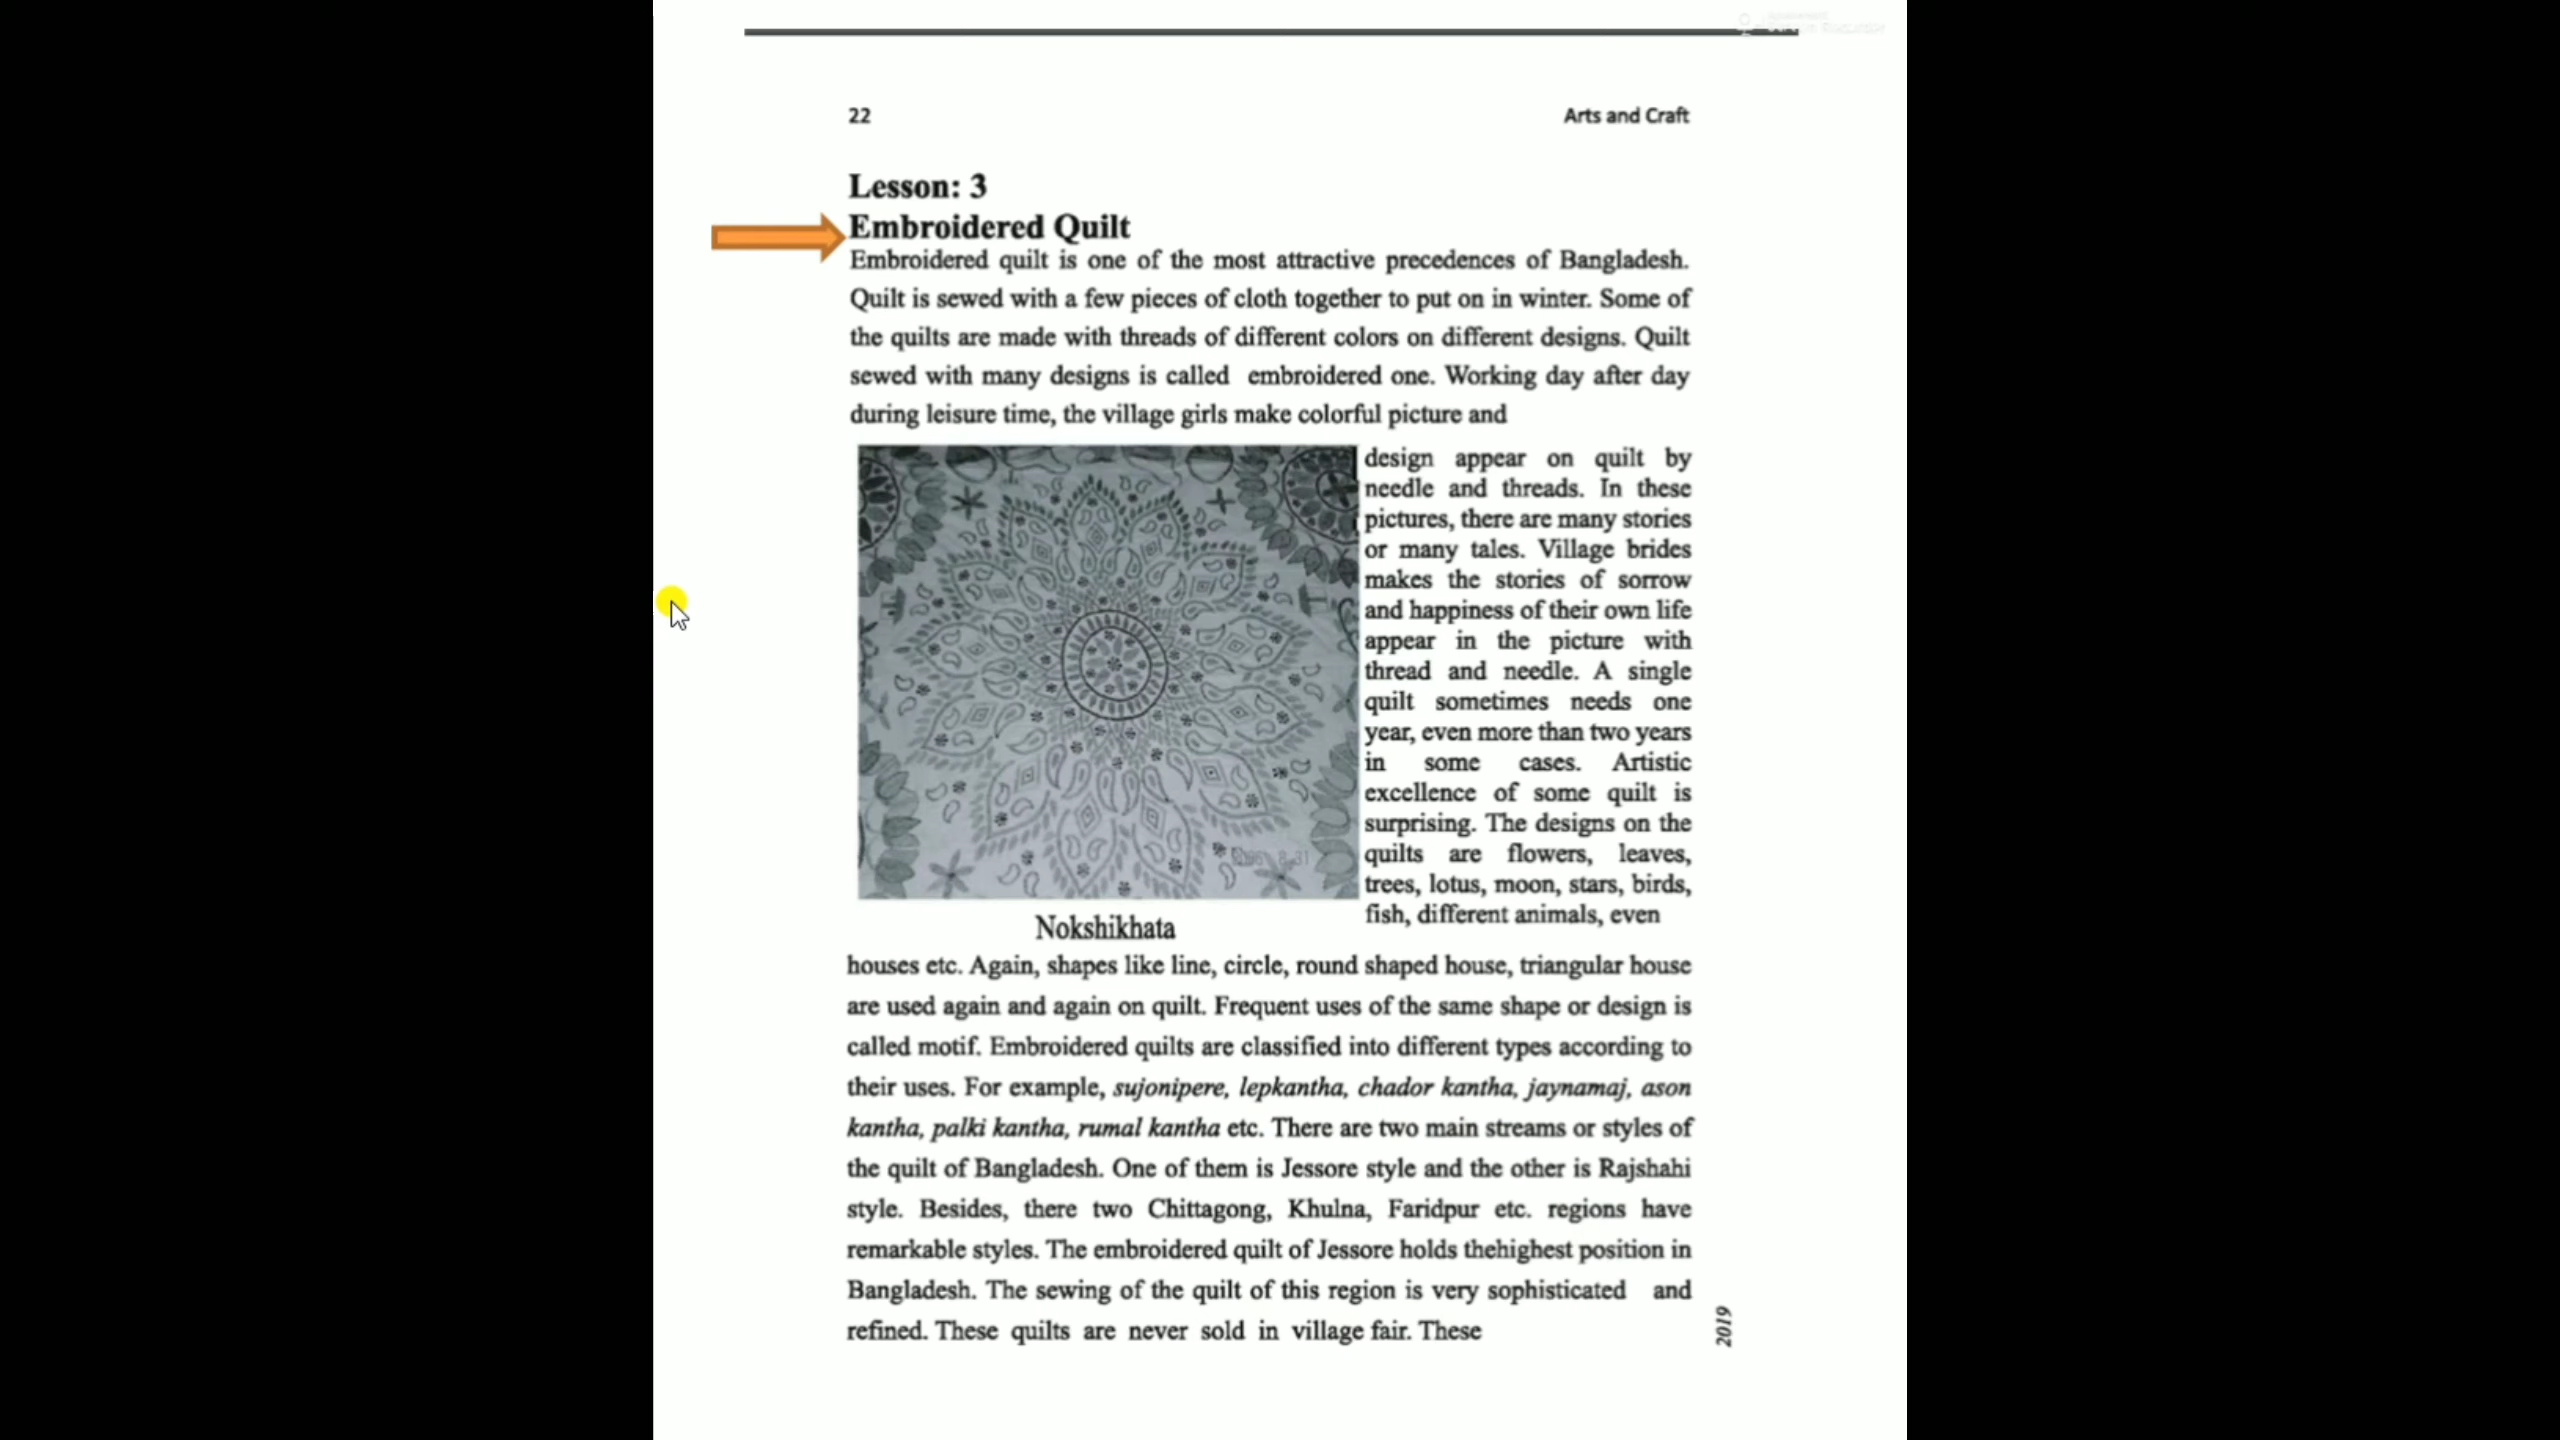 22
Arts and Craft
Lesson: 3
Embroidered Quilt
Embroidered quilt is one of the most attractive precedences of Bangladesh.
Quilt is sewed with a few pieces of cloth together to put on in winter. Some of
the quilts are made with threads of different colors on different designs. Quilt
sewed with many designs is called embroidered one. Working day after day
during leisure time, the village girls make colorful picture and
design appear on quilt by
needle and threads. In these
pictures, there are many stories
or many tales. Village brides
makes the stories of sorrow
and happiness of their own life
appear in the picture with
thread and needle. A single
quilt sometimes needs one
year, even more than two years
in some cases. Artistic
excellence of some quilt is
surprising. The designs on the
quilts are flowers, leaves,
trees, lotus, moon, stars, birds,
fish, different animals, even
Nokshikhata
houses etc. Again, shapes like line, circle, round shaped house, triangular house
are used again and again on quilt. Frequent uses of the same shape or design is
called motif. Embroidered quilts are classified into different types according to
their uses. For example, sujonipere, lepkantha, chador kantha, jaynamaj, ason
kantha, palki kantha, rumal kantha etc. There are two main streams or styles of
the quilt of Bangladesh. One of them is Jessore style and the other is Rajshahi
style. Besides, there two Chittagong, Khulna, Faridpur etc. regions have
remarkable styles. The embroidered quilt of Jessore holds thehighest position in
Bangladesh. The sewing of the quilt of this region is very sophisticated and
refined. These quilts are never sold in village fair. These
2019